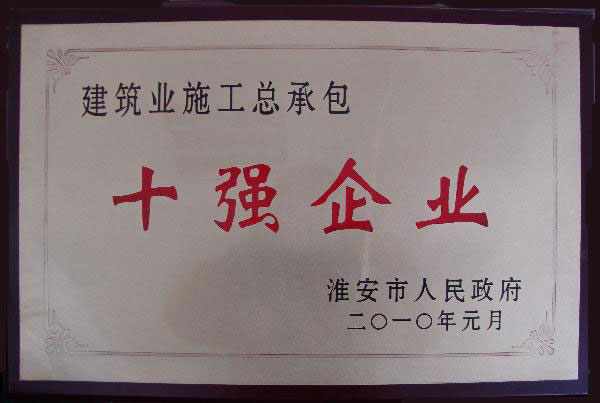 建筑业施工总承包
十强企业
淮安市人民政府
二〇一〇年元月